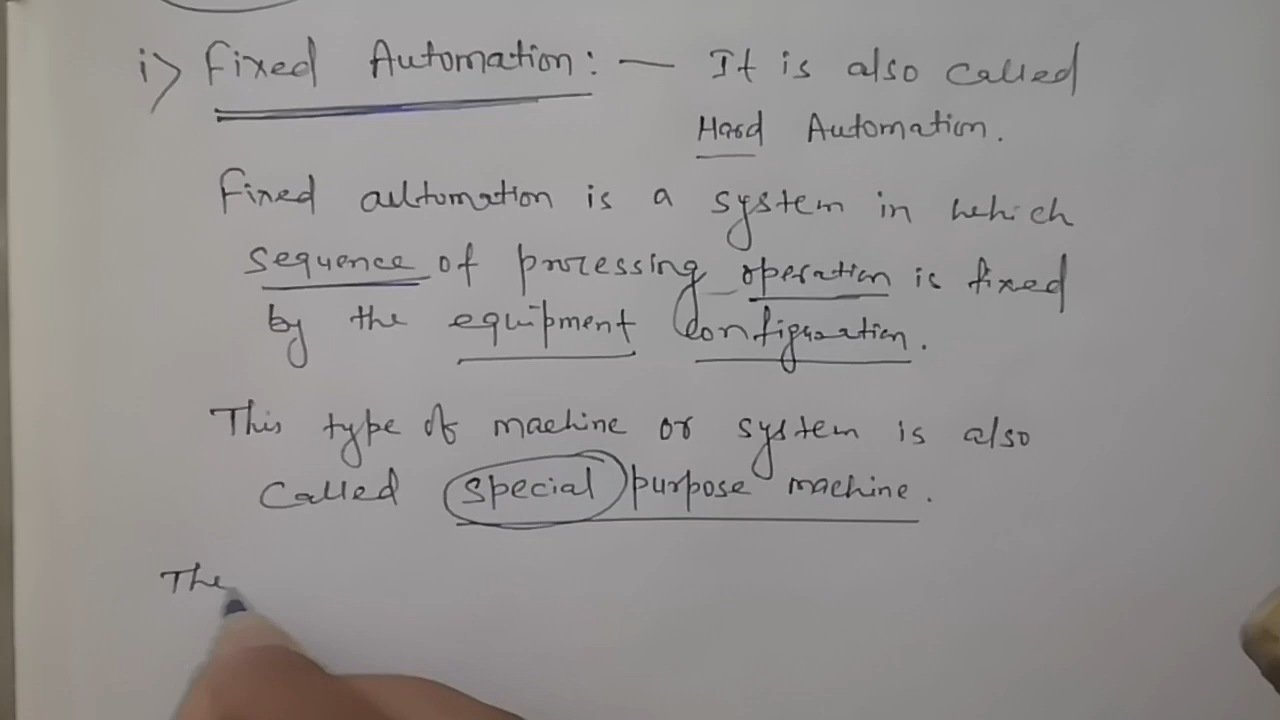 i) Fixed Automation: — It is also called
Hard Automation.
Fixed automation is a system in which
sequence of processing operation is fixed
by the equipment configuration.
This type of machine or system is also
called special purpose machine.
The